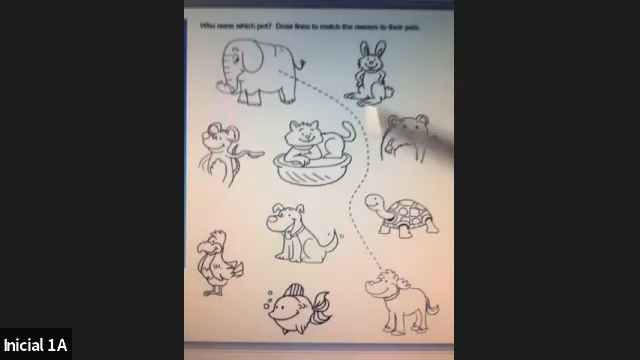 Who owns which pet? Draw lines to match the owners to their pets.
Inicial 1A